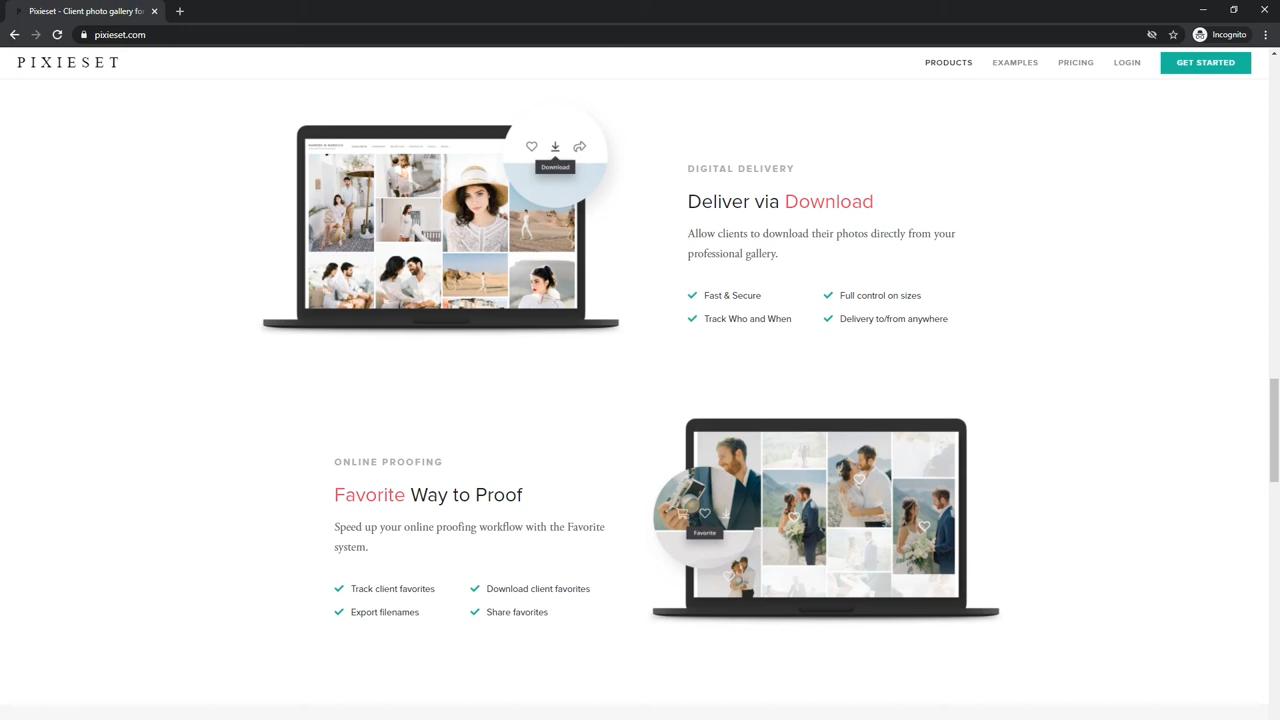 Pixieset - Client photo gallery for
pixieset.com
Incognito
PIXIESET
PRODUCTS
EXAMPLES
PRICING
LOGIN
GET STARTED
Download
DIGITAL DELIVERY
Deliver via Download
Allow clients to download their photos directly from your
professional gallery.
Fast & Secure
Full control on sizes
Track Who and When
Delivery to/from anywhere
ONLINE PROOFING
Favorite Way to Proof
Speed up your online proofing workflow with the Favorite
system.
Track client favorites
Download client favorites
Export filenames
Share favorites
Favorite